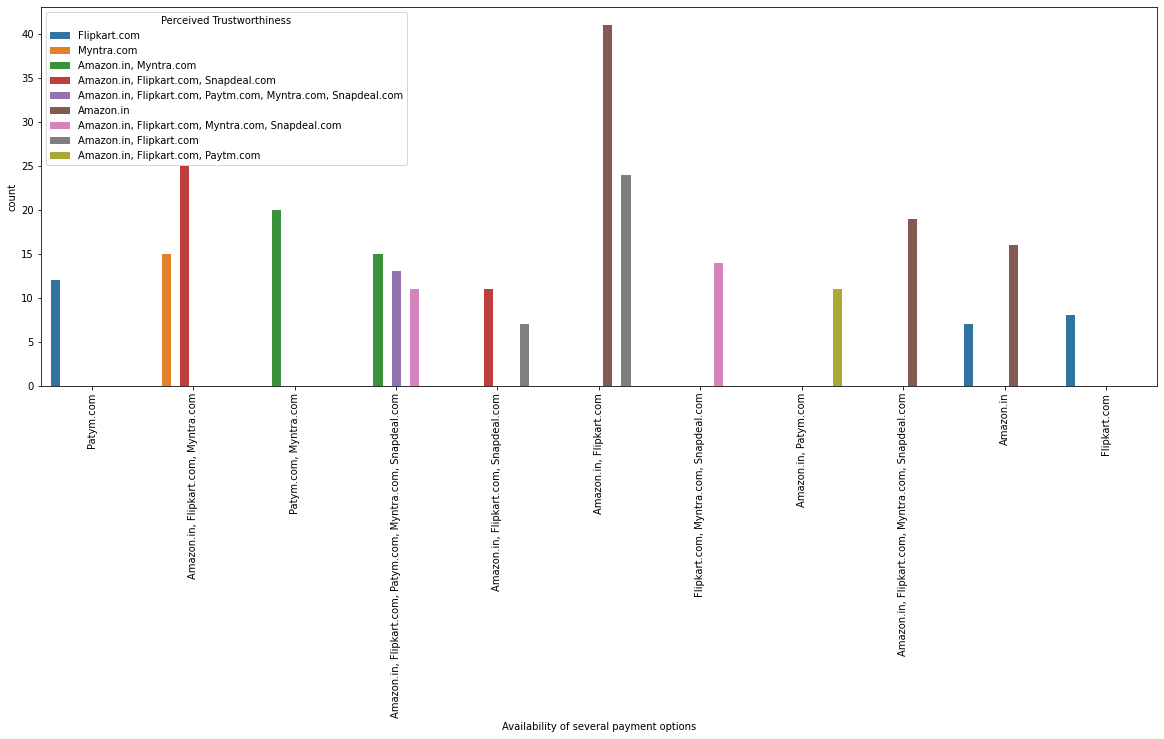 Perceived Trustworthiness
Flipkart.com
Myntra.com
Amazon.in, Myntra.com
Amazon.in, Flipkart.com, Snapdeal.com
Amazon.in, Flipkart.com, Paytm.com, Myntra.com, Snapdeal.com
Amazon.in
Amazon.in, Flipkart.com, Myntra.com, Snapdeal.com
Amazon.in, Flipkart.com
Amazon.in, Flipkart.com, Paytm.com
count
40
35
30
25
20
15
10
5
0
Patym.com
Amazon.in, Flipkart.com, Myntra.com
Patym.com, Myntra.com
Amazon.in, Flipkart.com, Patym.com, Myntra.com, Snapdeal.com
Amazon.in, Flipkart.com, Snapdeal.com
Amazon.in, Flipkart.com
Flipkart.com, Myntra.com, Snapdeal.com
Amazon.in, Patym.com
Amazon.in, Flipkart.com, Myntra.com, Snapdeal.com
Amazon.in
Flipkart.com
Availability of several payment options